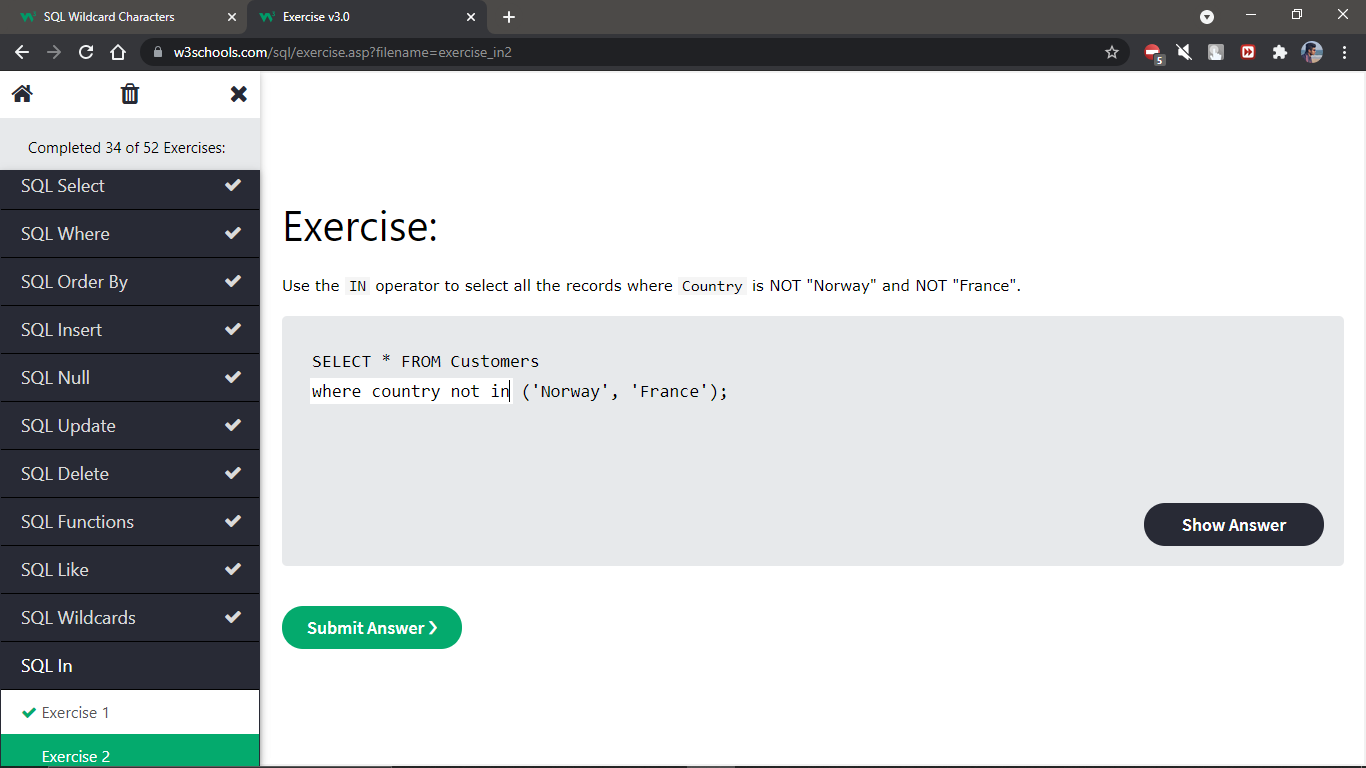 SQL Wildcard Characters
Exercise v3.0
w3schools.com/sql/exercise.asp?filename=exercise_in2
5
Completed 34 of 52 Exercises:
SQL Select
SQL Where
SQL Order By
SQL Insert
SQL Null
SQL Update
SQL Delete
SQL Functions
SQL Like
SQL Wildcards
SQL In
Exercise 1
Exercise 2
Exercise:
Use the IN operator to select all the records where Country is NOT "Norway" and NOT "France".
SELECT * FROM Customers
where country not in ('Norway', 'France');
Show Answer
Submit Answer ❯